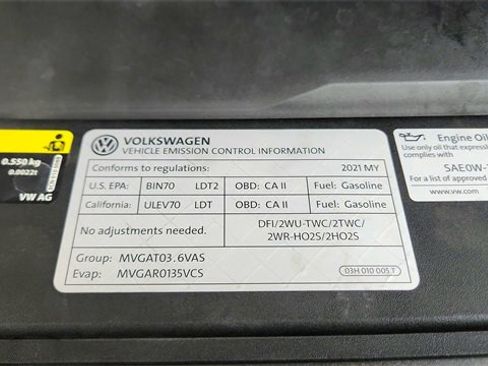 VOLKSWAGEN
VEHICLE EMISSION CONTROL INFORMATION
Conforms to regulations: 2021 MY
U.S. EPA: BIN70 LDT2 OBD: CA II Fuel: Gasoline
California: ULEV70 LDT OBD: CA II Fuel: Gasoline
No adjustments needed.
DFI/2WU-TWC/2TWC/
2WR-HO2S/2HO2S
Group: MVGAT03.6VAS
Evap: MVGAR0135VCS
03H 010 005 T
0.550 kg
0.0022t
VW AG
Engine Oil
Use only oil that express
complies with
SAE0W-
For a list of approved
www.vw.com